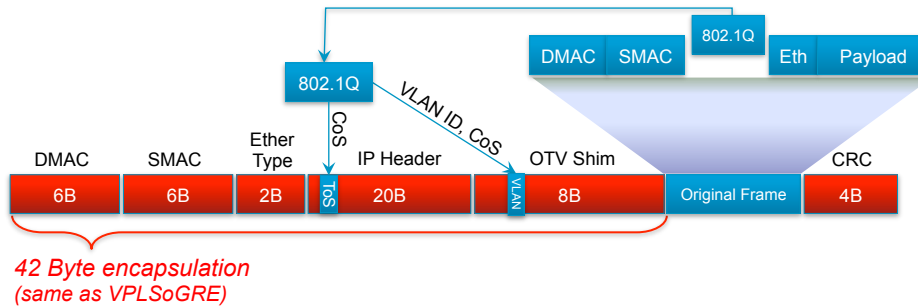 802.1Q
DMAC SMAC Eth Payload
802.1Q
CoS
VLAN ID, CoS
DMAC SMAC Ether Type IP Header OTV Shim CRC
6B 6B 2B ToS 20B VLAN 8B Original Frame 4B
42 Byte encapsulation
(same as VPLSoGRE)